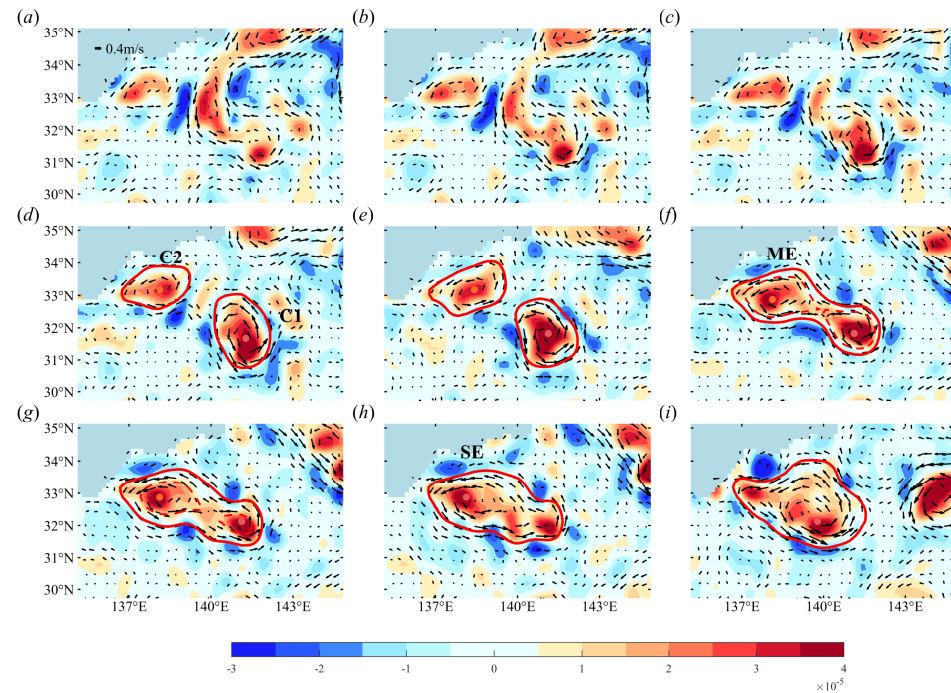 (a) (b) (c)
35°N
0.4m/s
34°N
33°N
32°N
31°N
30°N
(d) (e) (f)
35°N
C2 ME
34°N
33°N
C1
32°N
31°N
30°N
(g) (h) (i)
35°N
SE
34°N
33°N
32°N
31°N
30°N
137°E 140°E 143°E 137°E 140°E 143°E 137°E 140°E 143°E
-3 -2 -1 0 1 2 3 4
×10⁻⁵